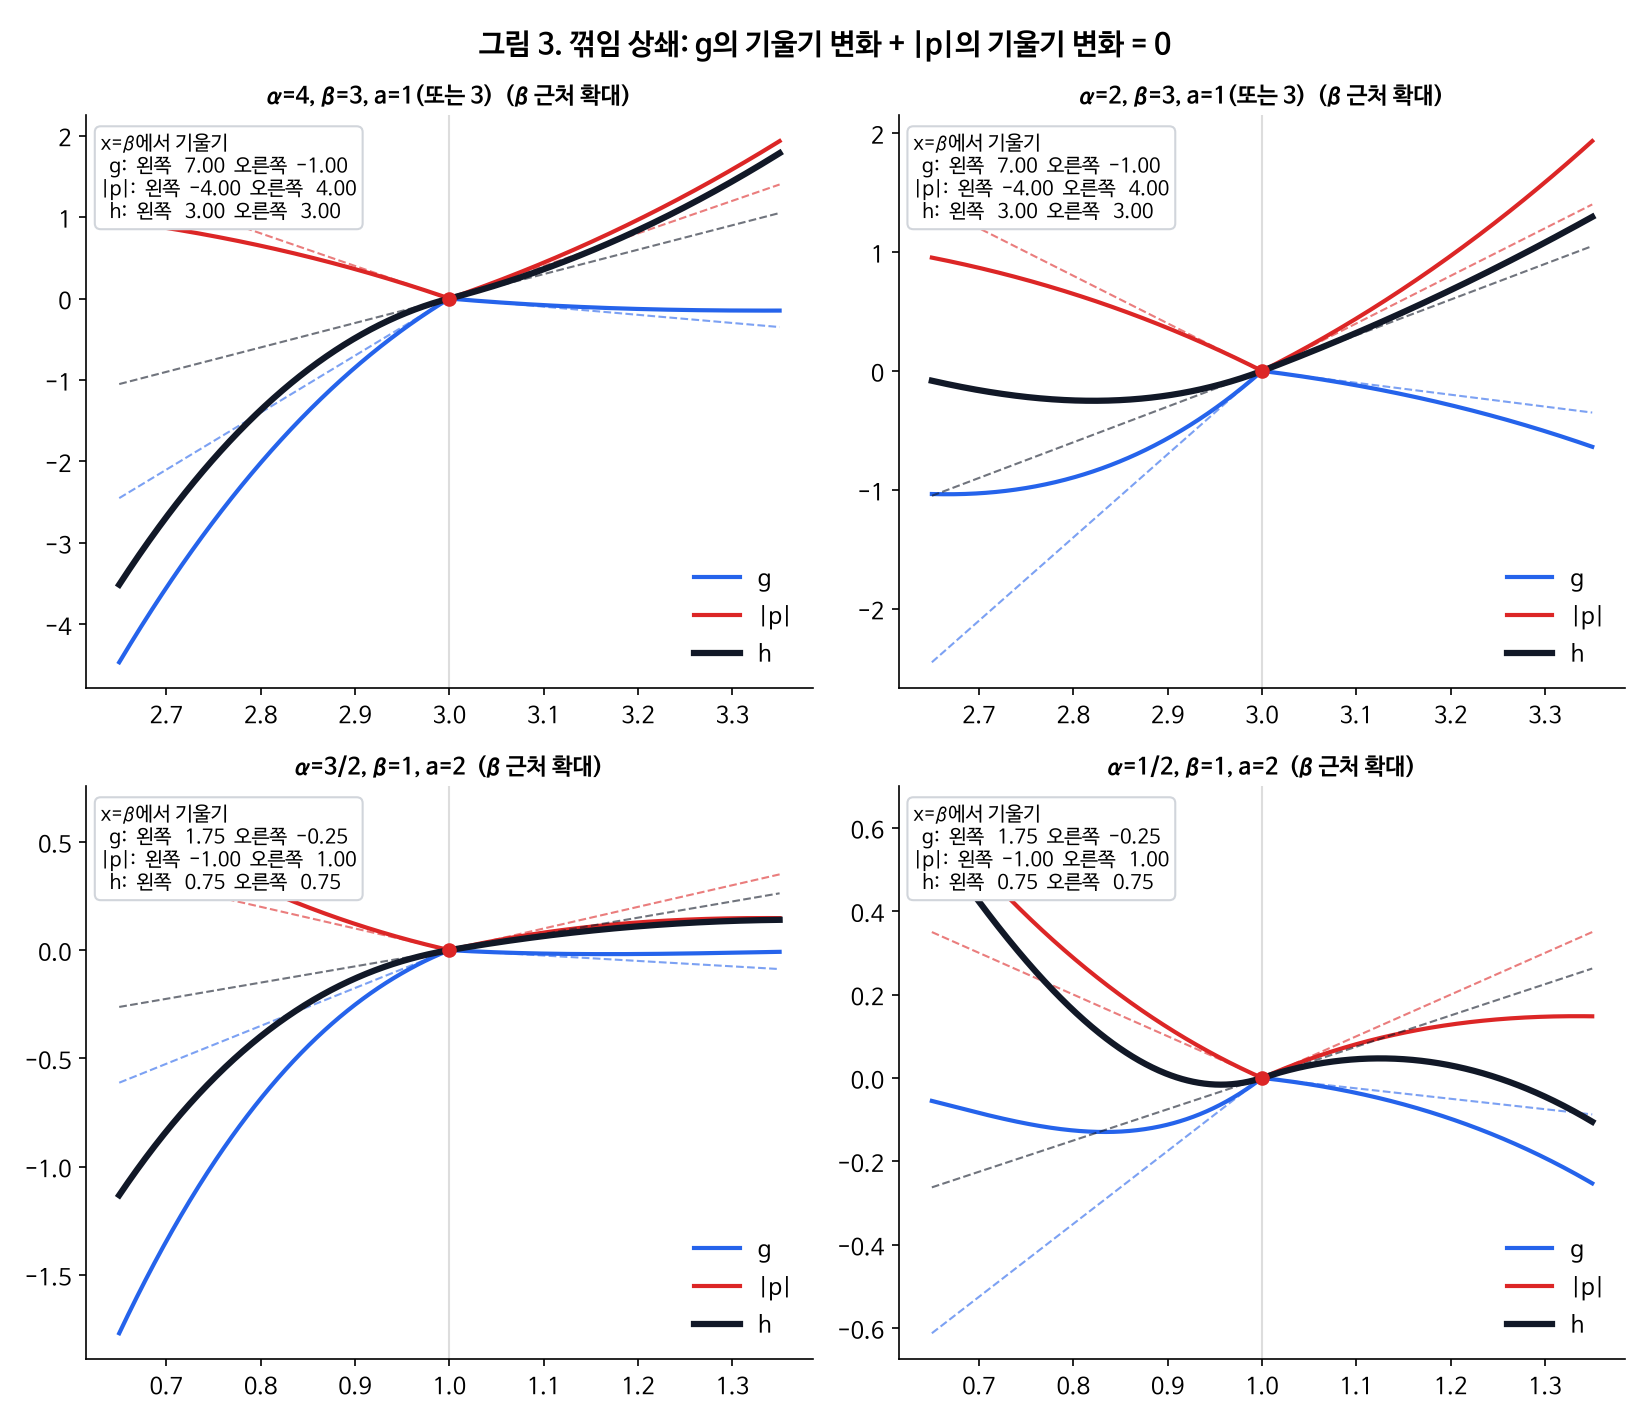 그림 3. 꺾임 상쇄: g의 기울기 변화 + |p|의 기울기 변화 = 0
α=4, β=3, a=1(또는 3) (β 근처 확대)
x=β에서 기울기
g: 왼쪽 7.00 오른쪽 −1.00
|p|: 왼쪽 −4.00 오른쪽 4.00
h: 왼쪽 3.00 오른쪽 3.00
2
1
0
−1
−2
−3
−4
g
|p|
h
2.7 2.8 2.9 3.0 3.1 3.2 3.3
α=2, β=3, a=1(또는 3) (β 근처 확대)
x=β에서 기울기
g: 왼쪽 7.00 오른쪽 −1.00
|p|: 왼쪽 −4.00 오른쪽 4.00
h: 왼쪽 3.00 오른쪽 3.00
2
1
0
−1
−2
g
|p|
h
2.7 2.8 2.9 3.0 3.1 3.2 3.3
α=3/2, β=1, a=2 (β 근처 확대)
x=β에서 기울기
g: 왼쪽 1.75 오른쪽 −0.25
|p|: 왼쪽 −1.00 오른쪽 1.00
h: 왼쪽 0.75 오른쪽 0.75
0.5
0.0
−0.5
−1.0
−1.5
g
|p|
h
0.7 0.8 0.9 1.0 1.1 1.2 1.3
α=1/2, β=1, a=2 (β 근처 확대)
x=β에서 기울기
g: 왼쪽 1.75 오른쪽 −0.25
|p|: 왼쪽 −1.00 오른쪽 1.00
h: 왼쪽 0.75 오른쪽 0.75
0.6
0.4
0.2
0.0
−0.2
−0.4
−0.6
g
|p|
h
0.7 0.8 0.9 1.0 1.1 1.2 1.3